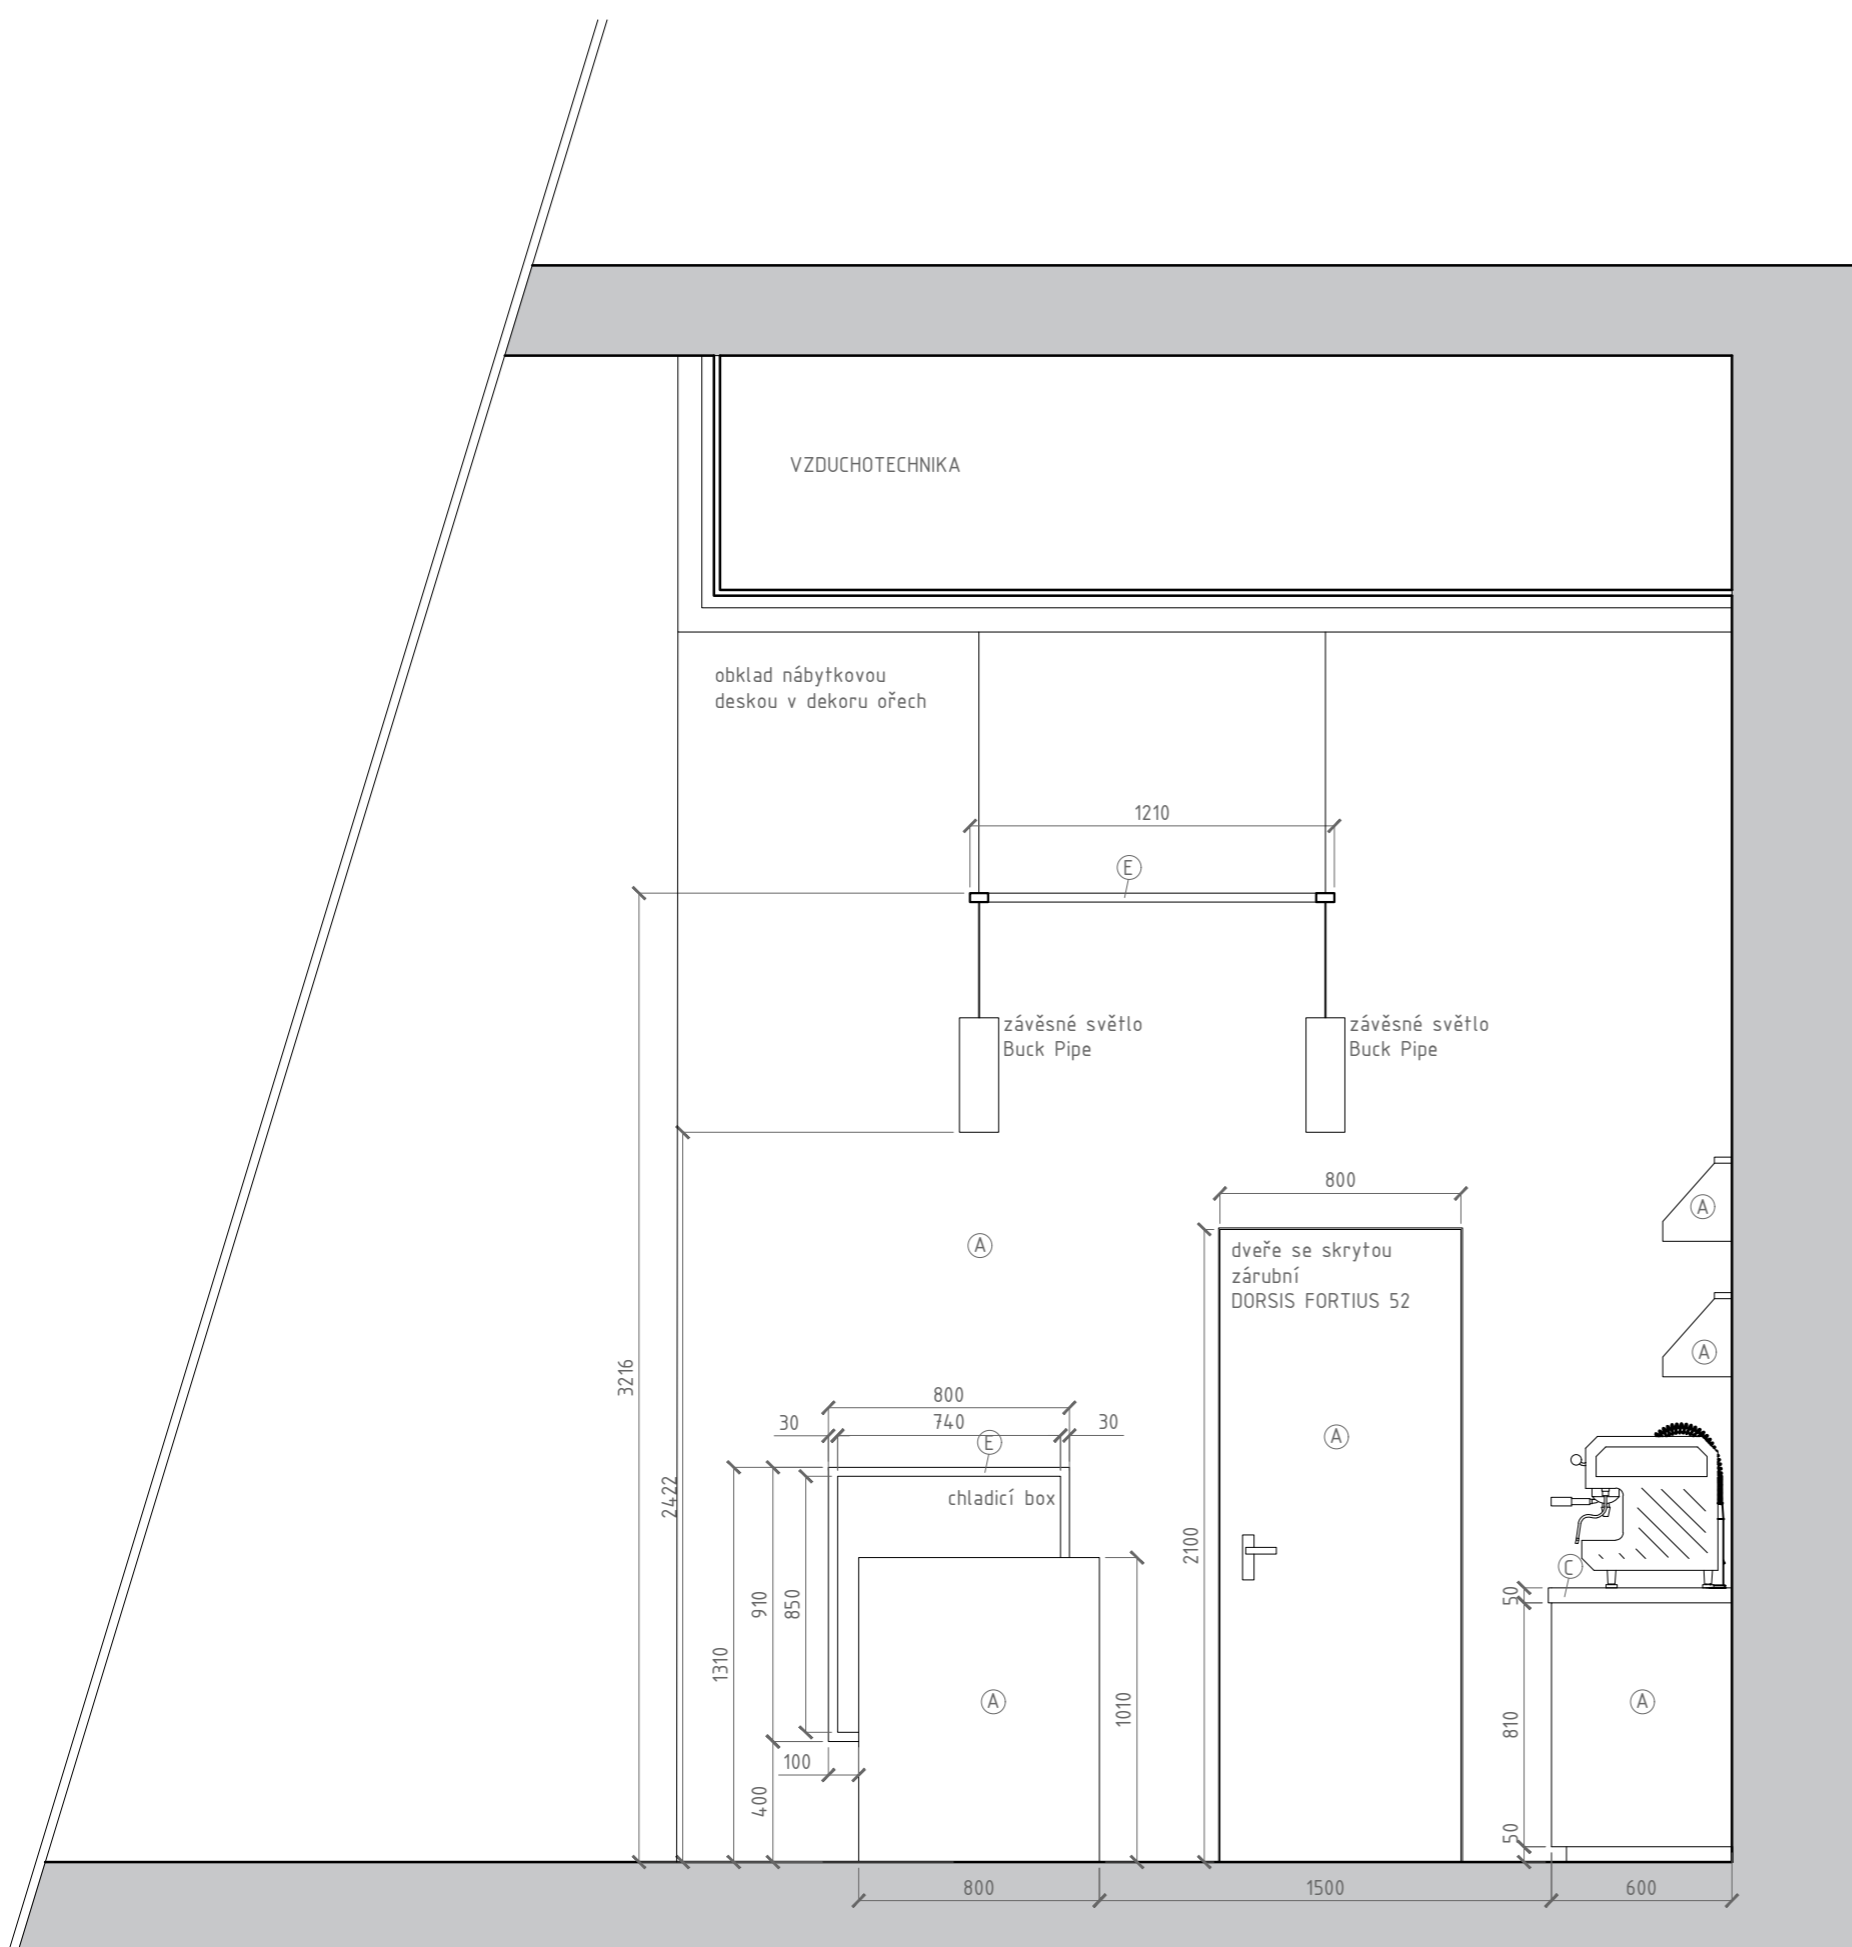 VZDUCHOTECHNIKA
obklad nábytkovou
deskou v dekoru ořech
1210
E
závěsné světlo
Buck Pipe
závěsné světlo
Buck Pipe
800
A
A
dveře se skrytou
zárubní
DORSIS FORTIUS 52
A
3216
800
30
740
30
E
A
2422
chladicí box
2100
C
50
910
850
1310
1010
A
A
810
100
400
50
800
1500
600